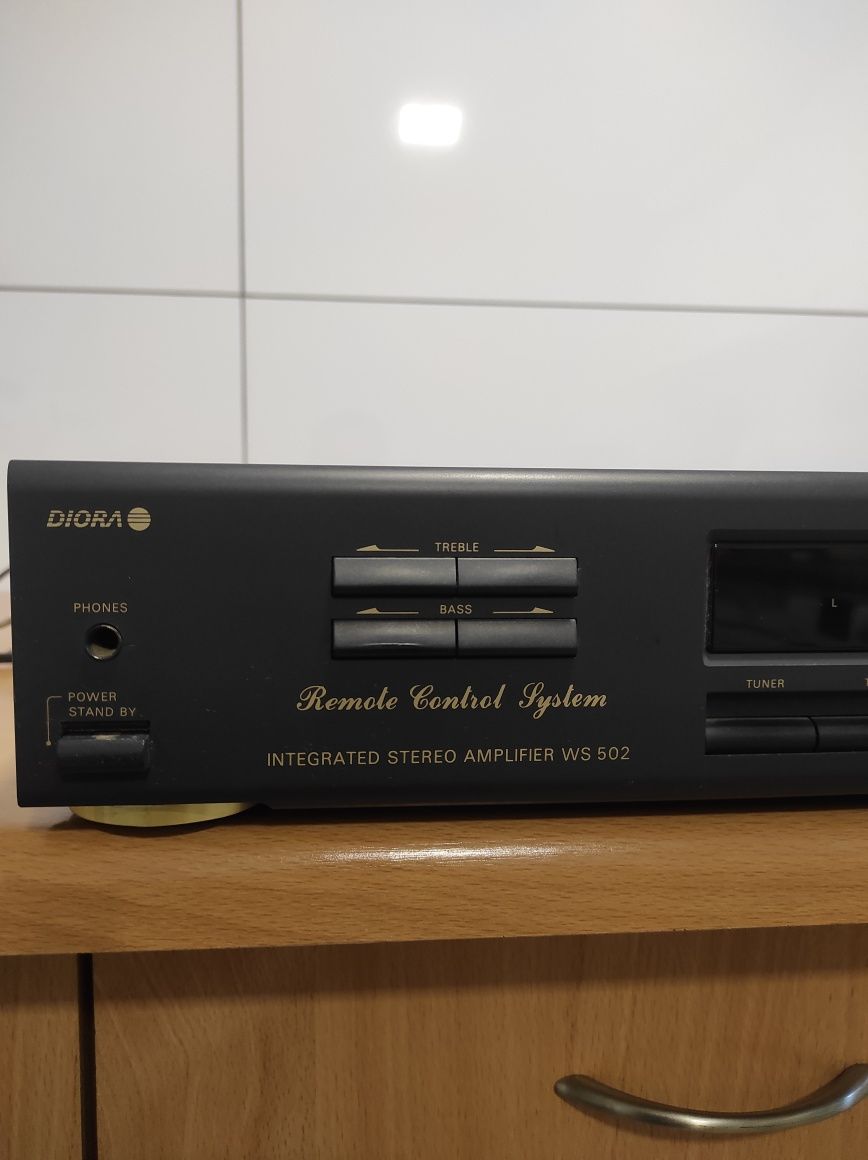 DIORA
TREBLE
BASS
PHONES
L
POWER
STAND BY
TUNER
Remote Control System
INTEGRATED STEREO AMPLIFIER WS 502